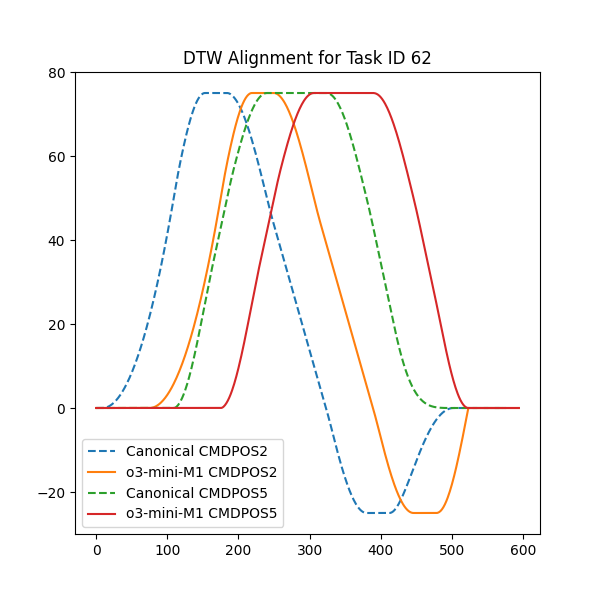 DTW Alignment for Task ID 62
80
60
40
20
0
−20
Canonical CMDPOS2
o3-mini-M1 CMDPOS2
Canonical CMDPOS5
o3-mini-M1 CMDPOS5
0 100 200 300 400 500 600